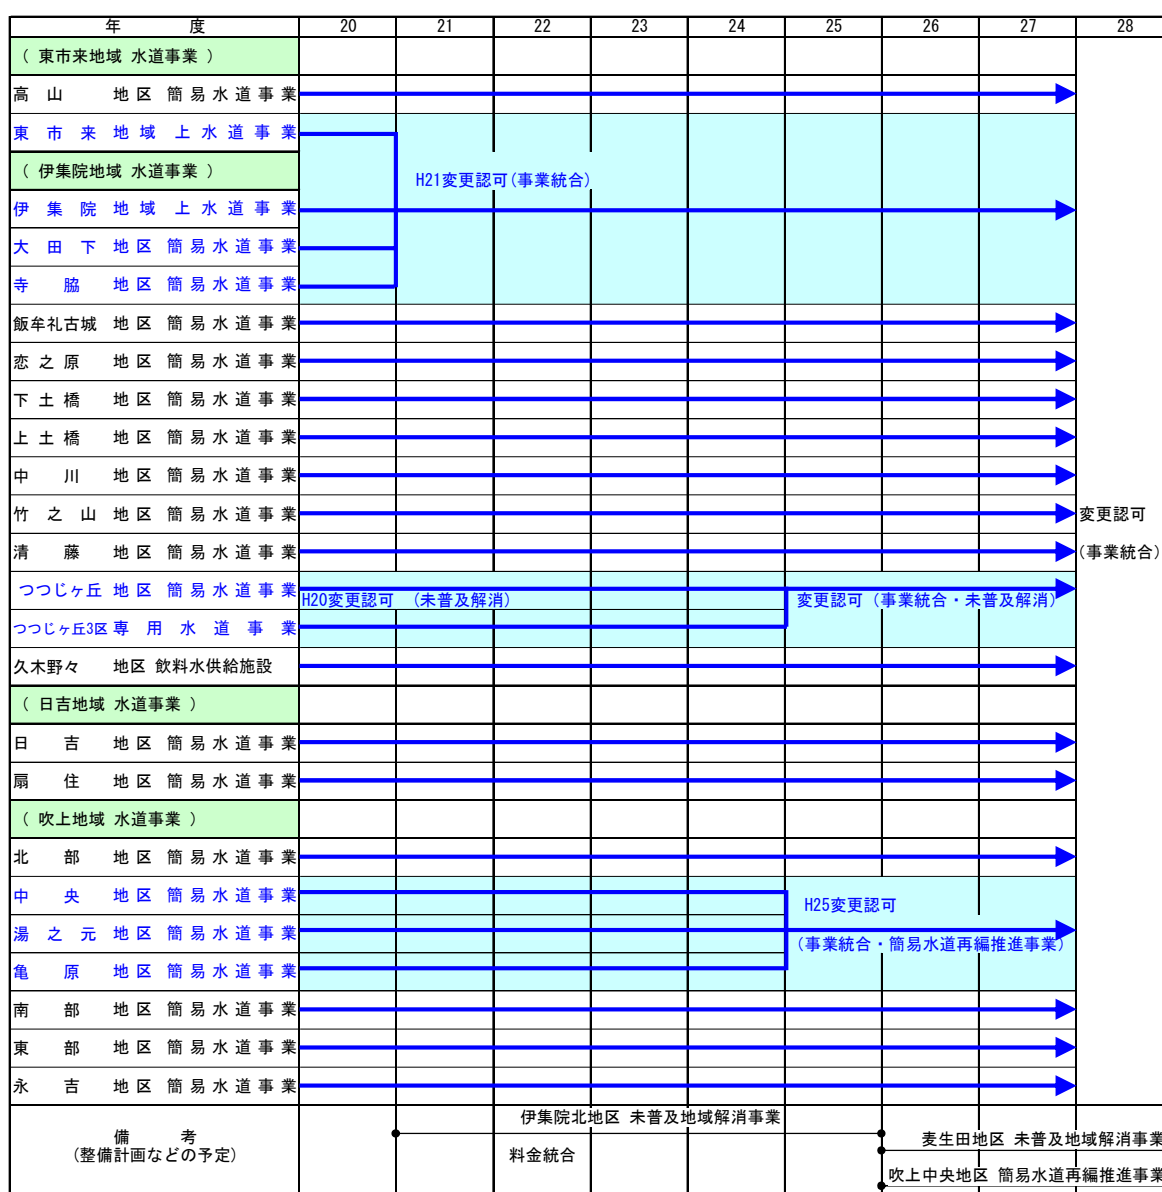 年 度 20 21 22 23 24 25 26 27 28
( 東市来地域 水道事業 )
高山 地区 簡易水道事業
東市来 地域 上水道事業
( 伊集院地域 水道事業 )
H21変更認可(事業統合)
伊集院 地域 上水道事業
大田下 地区 簡易水道事業
寺脇 地区 簡易水道事業
飯牟礼古城 地区 簡易水道事業
恋之原 地区 簡易水道事業
下土橋 地区 簡易水道事業
上土橋 地区 簡易水道事業
中川 地区 簡易水道事業
竹之山 地区 簡易水道事業 変更認可
清藤 地区 簡易水道事業 (事業統合)
つつじヶ丘 地区 簡易水道事業
H20変更認可 (未普及解消) 変更認可(事業統合・未普及解消)
つつじヶ丘3区 専用水道事業
久木野々 地区 飲料水供給施設
( 日吉地域 水道事業 )
日吉 地区 簡易水道事業
扇住 地区 簡易水道事業
( 吹上地域 水道事業 )
北部 地区 簡易水道事業
中央 地区 簡易水道事業 H25変更認可
湯之元 地区 簡易水道事業 (事業統合・簡易水道再編推進事業)
亀原 地区 簡易水道事業
南部 地区 簡易水道事業
東部 地区 簡易水道事業
永吉 地区 簡易水道事業
伊集院北地区 未普及地域解消事業
備 考 麦生田地区 未普及地域解消事業
(整備計画などの予定) 料金統合
吹上中央地区 簡易水道再編推進事業